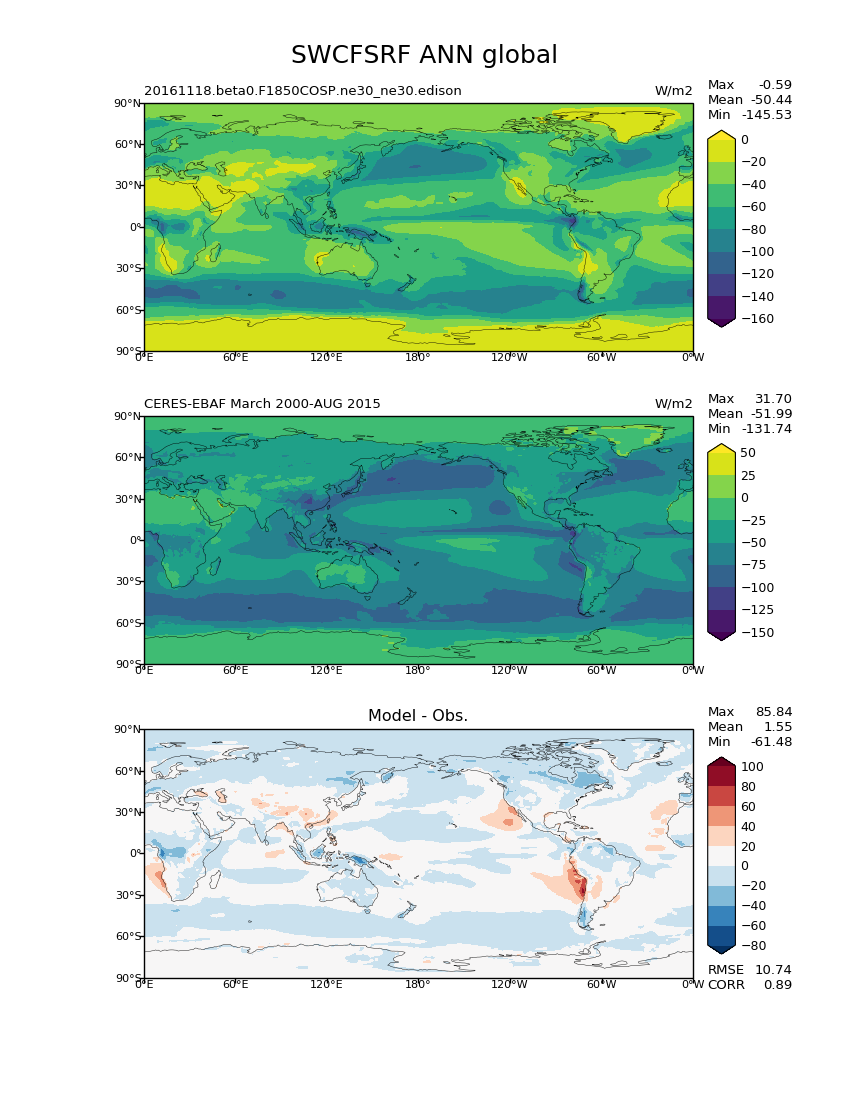 SWCFSRF ANN global
20161118.beta0.F1850COSP.ne30_ne30.edison W/m2
Max -0.59
Mean -50.44
Min -145.53
90°N
60°N
30°N
0°
30°S
60°S
90°S
0°E 60°E 120°E 180° 120°W 60°W 0°W
0
−20
−40
−60
−80
−100
−120
−140
−160
CERES-EBAF March 2000-AUG 2015 W/m2
Max 31.70
Mean -51.99
Min -131.74
90°N
60°N
30°N
0°
30°S
60°S
90°S
0°E 60°E 120°E 180° 120°W 60°W 0°W
50
25
0
−25
−50
−75
−100
−125
−150
Model - Obs.
Max 85.84
Mean 1.55
Min -61.48
90°N
60°N
30°N
0°
30°S
60°S
90°S
0°E 60°E 120°E 180° 120°W 60°W 0°W
100
80
60
40
20
0
−20
−40
−60
−80
RMSE 10.74
CORR 0.89